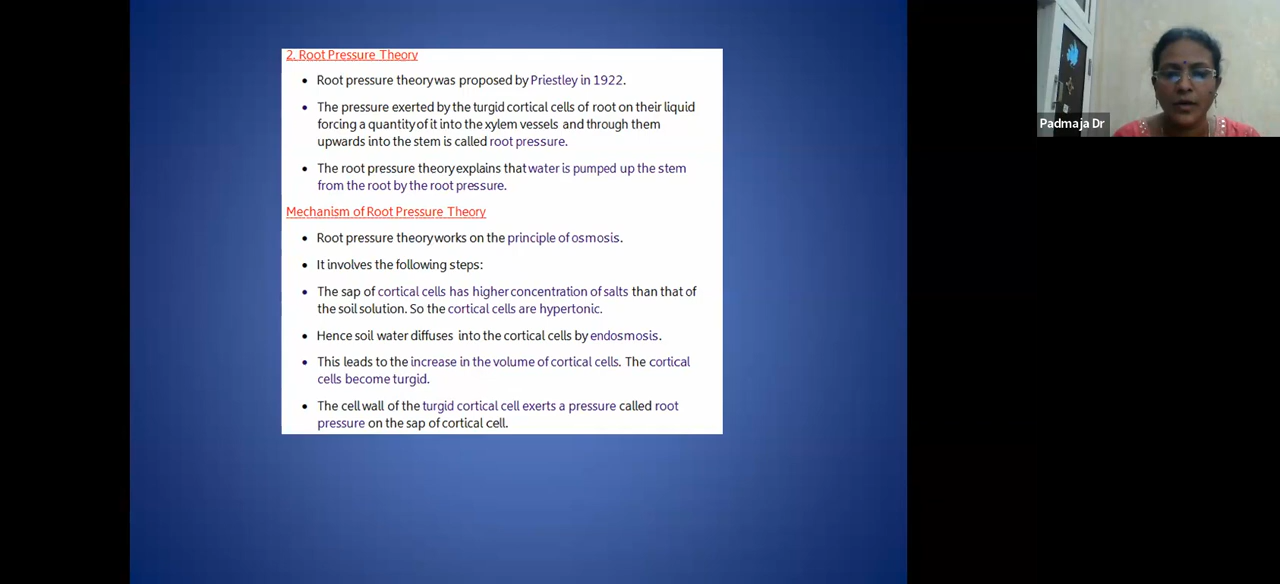 2. Root Pressure Theory
• Root pressure theory was proposed by Priestley in 1922.
• The pressure exerted by the turgid cortical cells of root on their liquid
forcing a quantity of it into the xylem vessels and through them
upwards into the stem is called root pressure.
• The root pressure theory explains that water is pumped up the stem
from the root by the root pressure.
Mechanism of Root Pressure Theory
• Root pressure theory works on the principle of osmosis.
• It involves the following steps:
• The sap of cortical cells has higher concentration of salts than that of
the soil solution. So the cortical cells are hypertonic.
• Hence soil water diffuses into the cortical cells by endosmosis.
• This leads to the increase in the volume of cortical cells. The cortical
cells become turgid.
• The cell wall of the turgid cortical cell exerts a pressure called root
pressure on the sap of cortical cell.
Padmaja Dr